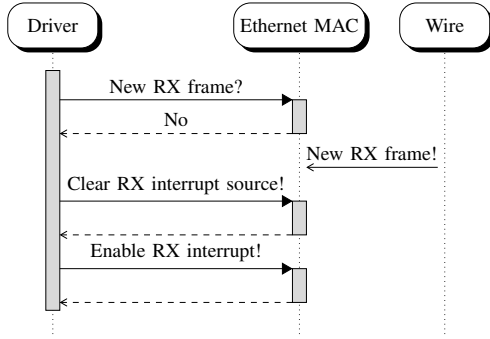 Driver
Ethernet MAC
Wire
New RX frame?
No
New RX frame!
Clear RX interrupt source!
Enable RX interrupt!